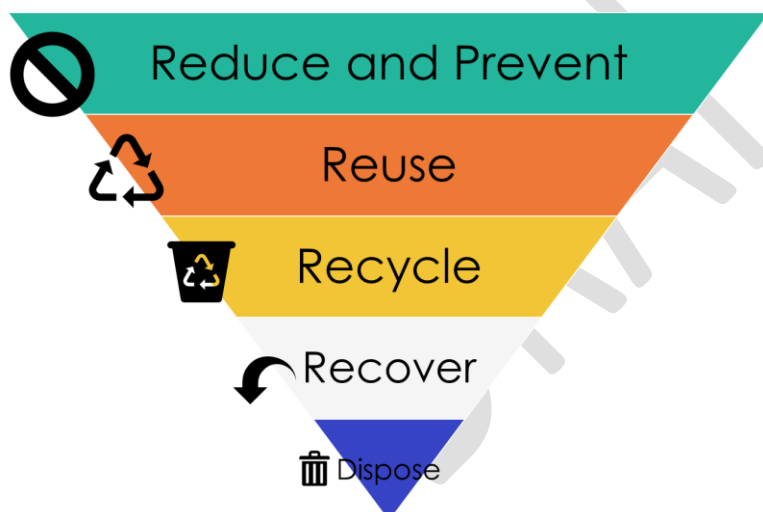 Reduce and Prevent
Reuse
Recycle
Recover
Dispose